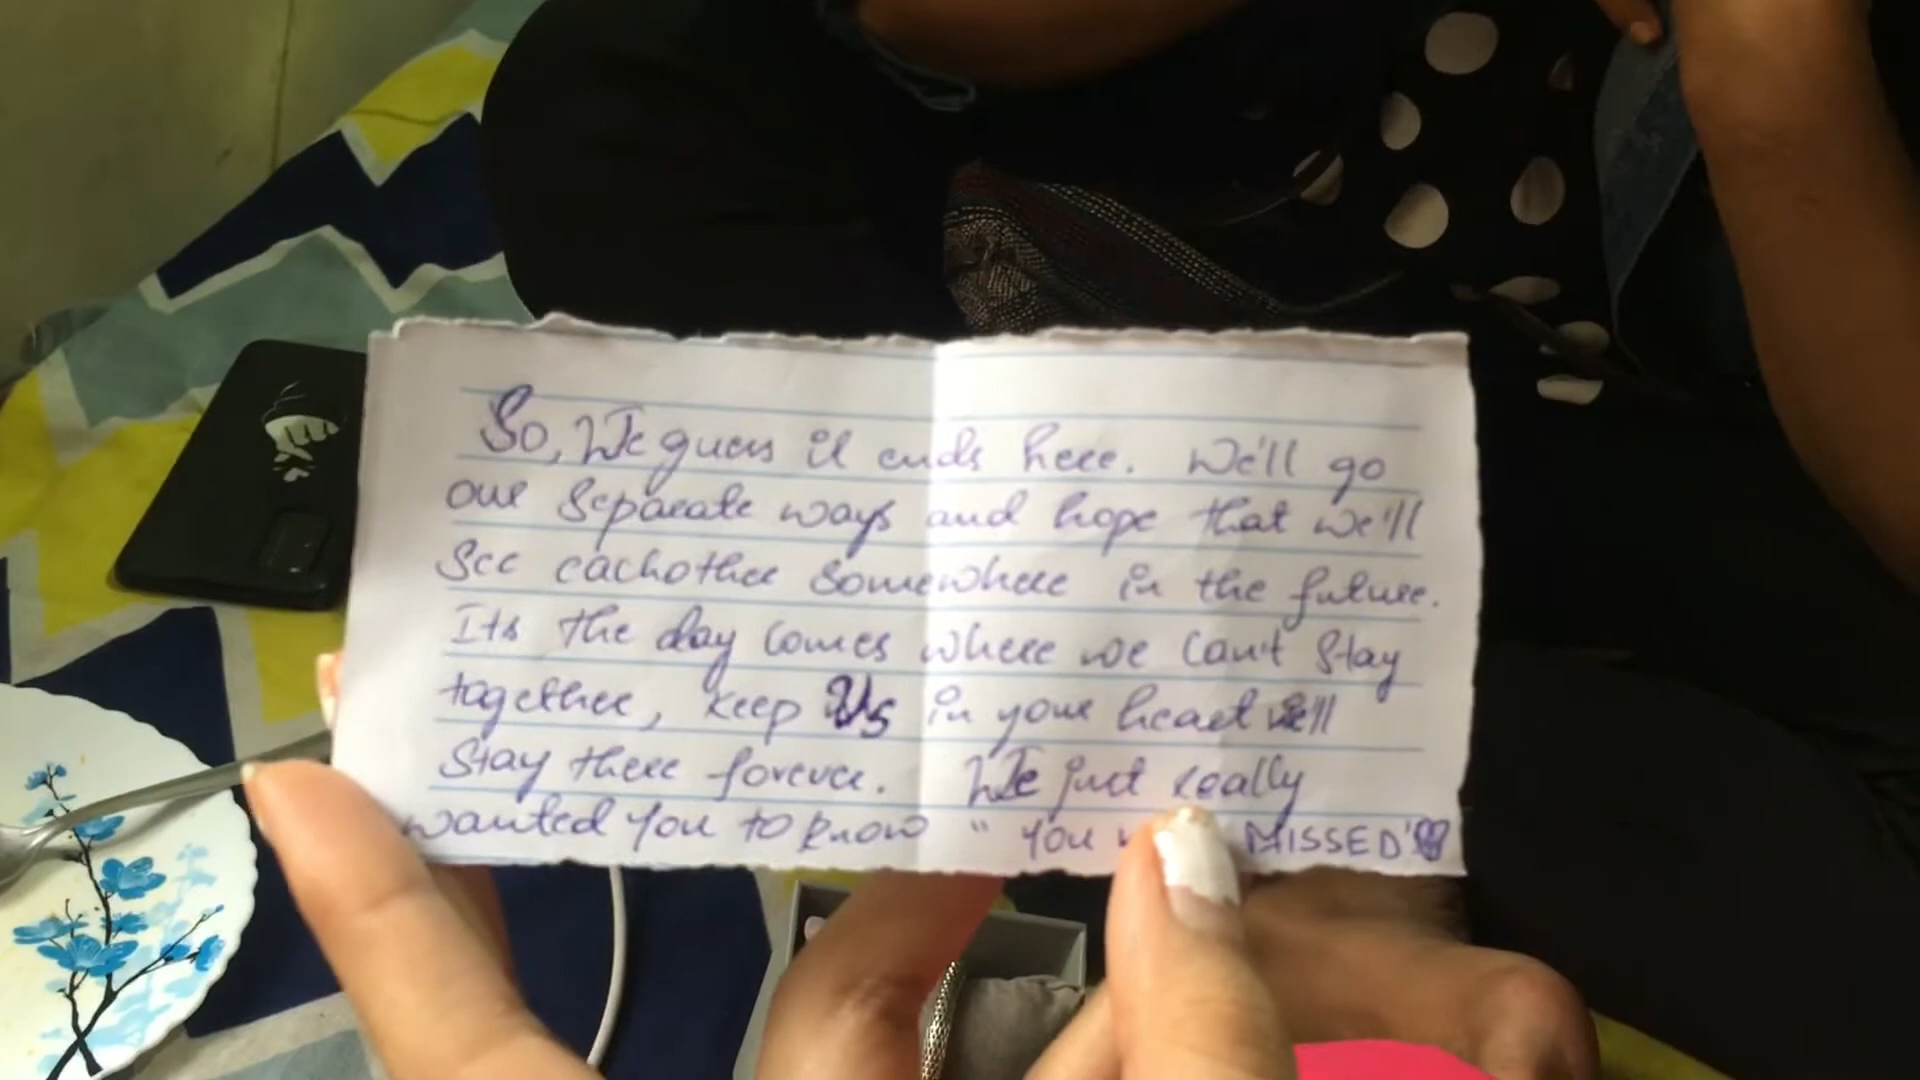 So, We guess it ends here. We'll go
our separate ways and hope that we'll
see eachother somewhere in the future.
Its the day comes where we can't stay
together, keep Us in your heart we'll
stay there forever. We just really
wanted you to know " you MISSED"